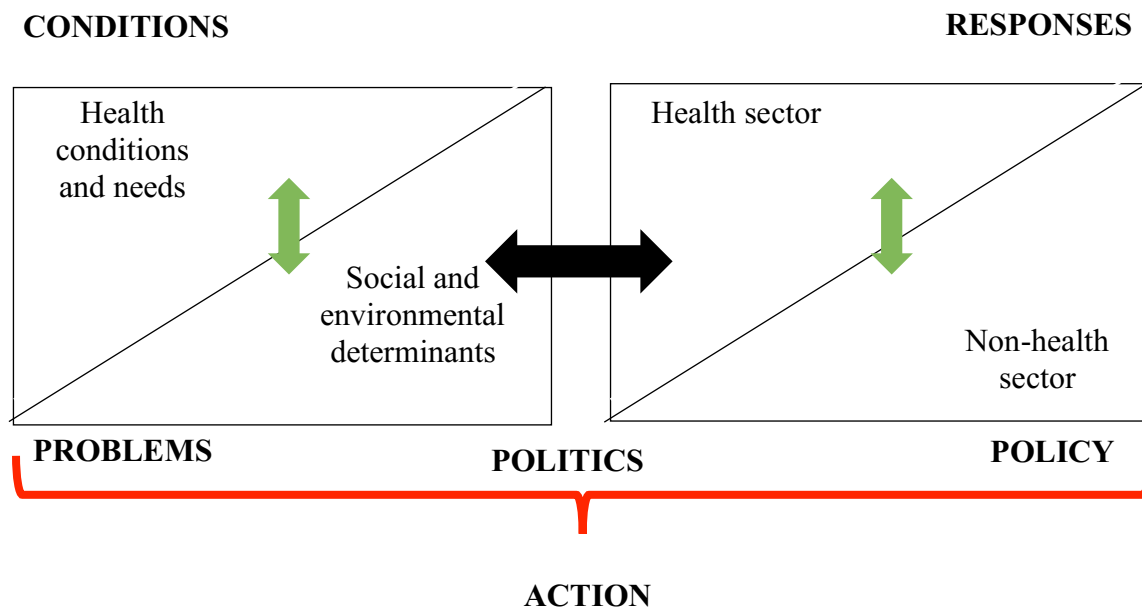 CONDITIONS
RESPONSES
Health
conditions
and needs
Social and
environmental
determinants
Health sector
Non-health
sector
PROBLEMS
POLITICS
POLICY
ACTION